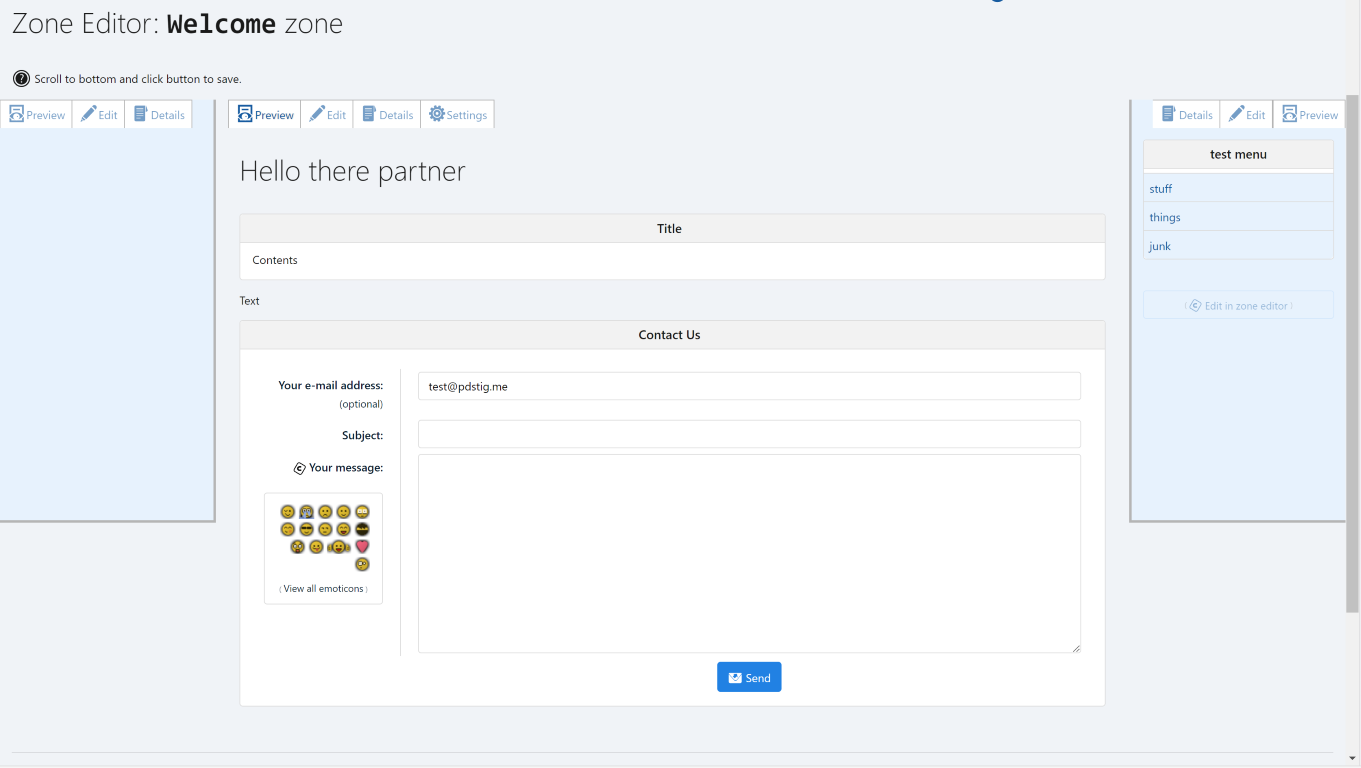 Zone Editor: Welcome zone
Scroll to bottom and click button to save.
Preview Edit Details
Preview Edit Details Settings
Details Edit Preview
Hello there partner
Title
Contents
Text
Contact Us
Your e-mail address:
(optional)
test@pdstig.me
Subject:
Your message:
(View all emoticons)
Send
test menu
stuff
things
junk
( Edit in zone editor )